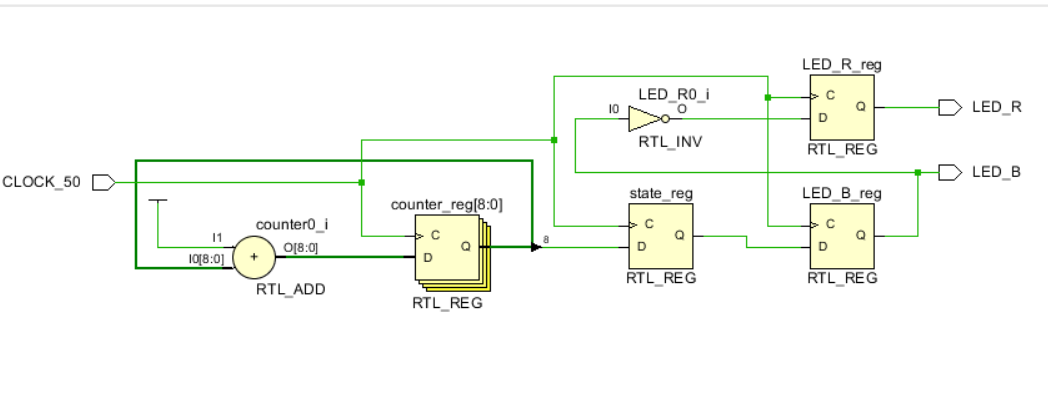 CLOCK_50
I1
I0[8:0]
counter0_i
+
O[8:0]
RTL_ADD
counter_reg[8:0]
C
D
Q
RTL_REG
8
I0
LED_R0_i
O
RTL_INV
state_reg
C
D
Q
RTL_REG
LED_R_reg
C
D
Q
RTL_REG
LED_R
LED_B_reg
C
D
Q
RTL_REG
LED_B